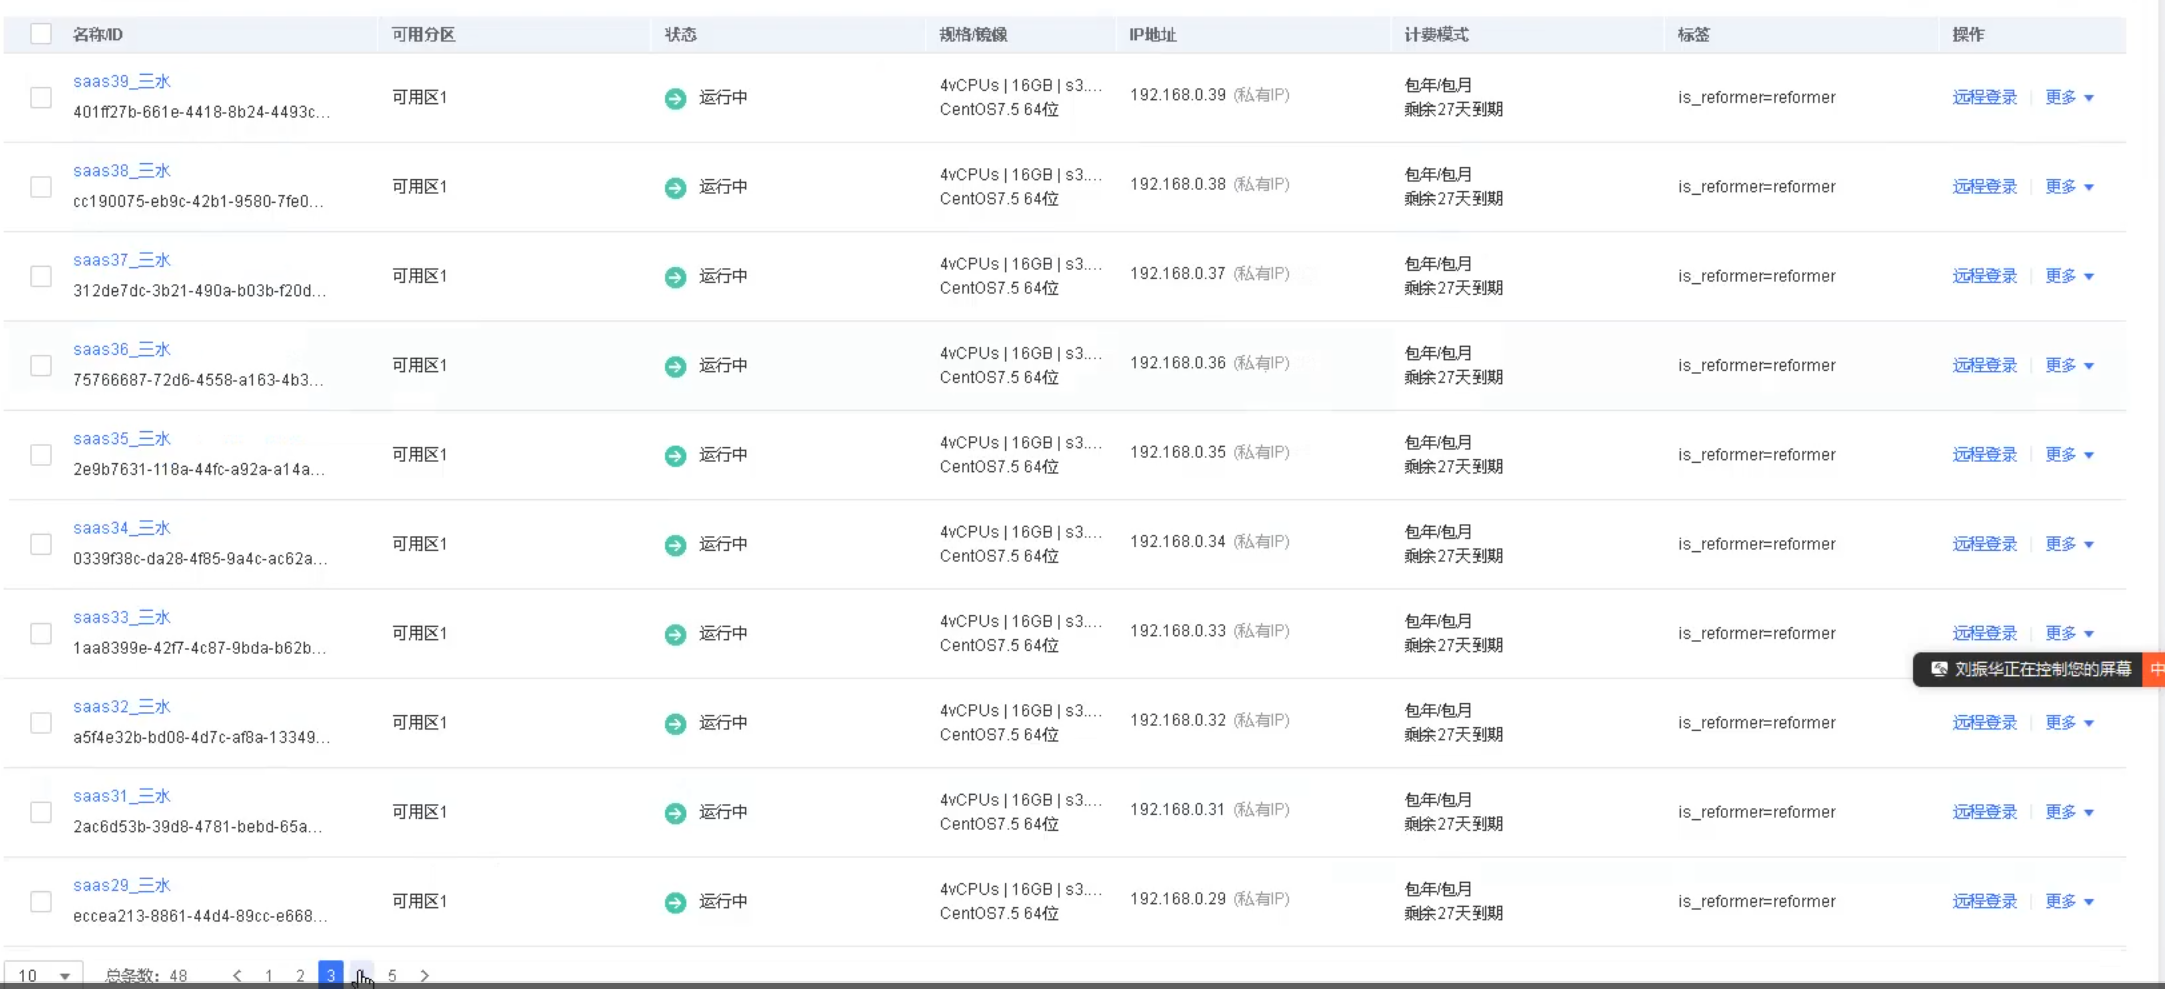 名称/ID 可用分区 状态 规格/镜像 IP地址 计费模式 标签 操作
saas39_三水
401ff27b-661e-4418-8b24-4493c...
可用区1 运行中 4vCPUs | 16GB | s3.... 192.168.0.39 (私有IP) 包年/包月 is_reformer=reformer 远程登录 更多
CentOS7.5 64位 剩余27天到期
saas38_三水
cc190075-eb9c-42b1-9580-7fe0...
可用区1 运行中 4vCPUs | 16GB | s3.... 192.168.0.38 (私有IP) 包年/包月 is_reformer=reformer 远程登录 更多
CentOS7.5 64位 剩余27天到期
saas37_三水
312de7dc-3b21-490a-b03b-f20d...
可用区1 运行中 4vCPUs | 16GB | s3.... 192.168.0.37 (私有IP) 包年/包月 is_reformer=reformer 远程登录 更多
CentOS7.5 64位 剩余27天到期
saas36_三水
75766687-72d6-4558-a163-4b3...
可用区1 运行中 4vCPUs | 16GB | s3.... 192.168.0.36 (私有IP) 包年/包月 is_reformer=reformer 远程登录 更多
CentOS7.5 64位 剩余27天到期
saas35_三水
2e9b7631-118a-44fc-a92a-a14a...
可用区1 运行中 4vCPUs | 16GB | s3.... 192.168.0.35 (私有IP) 包年/包月 is_reformer=reformer 远程登录 更多
CentOS7.5 64位 剩余27天到期
saas34_三水
0339f38c-da28-4f85-9a4c-ac62a...
可用区1 运行中 4vCPUs | 16GB | s3.... 192.168.0.34 (私有IP) 包年/包月 is_reformer=reformer 远程登录 更多
CentOS7.5 64位 剩余27天到期
saas33_三水
1aa8399e-42f7-4c87-9bda-b62b...
可用区1 运行中 4vCPUs | 16GB | s3.... 192.168.0.33 (私有IP) 包年/包月 is_reformer=reformer 远程登录 更多
CentOS7.5 64位 剩余27天到期
刘振华正在控制您的屏幕 中
saas32_三水
a5f4e32b-bd08-4d7c-af8a-13349...
可用区1 运行中 4vCPUs | 16GB | s3.... 192.168.0.32 (私有IP) 包年/包月 is_reformer=reformer 远程登录 更多
CentOS7.5 64位 剩余27天到期
saas31_三水
2ac6d53b-39d8-4781-bebd-65a...
可用区1 运行中 4vCPUs | 16GB | s3.... 192.168.0.31 (私有IP) 包年/包月 is_reformer=reformer 远程登录 更多
CentOS7.5 64位 剩余27天到期
saas29_三水
eccea213-8861-44d4-89cc-e668...
可用区1 运行中 4vCPUs | 16GB | s3.... 192.168.0.29 (私有IP) 包年/包月 is_reformer=reformer 远程登录 更多
CentOS7.5 64位 剩余27天到期
10 总条数：48 < 1 2 3 5 >